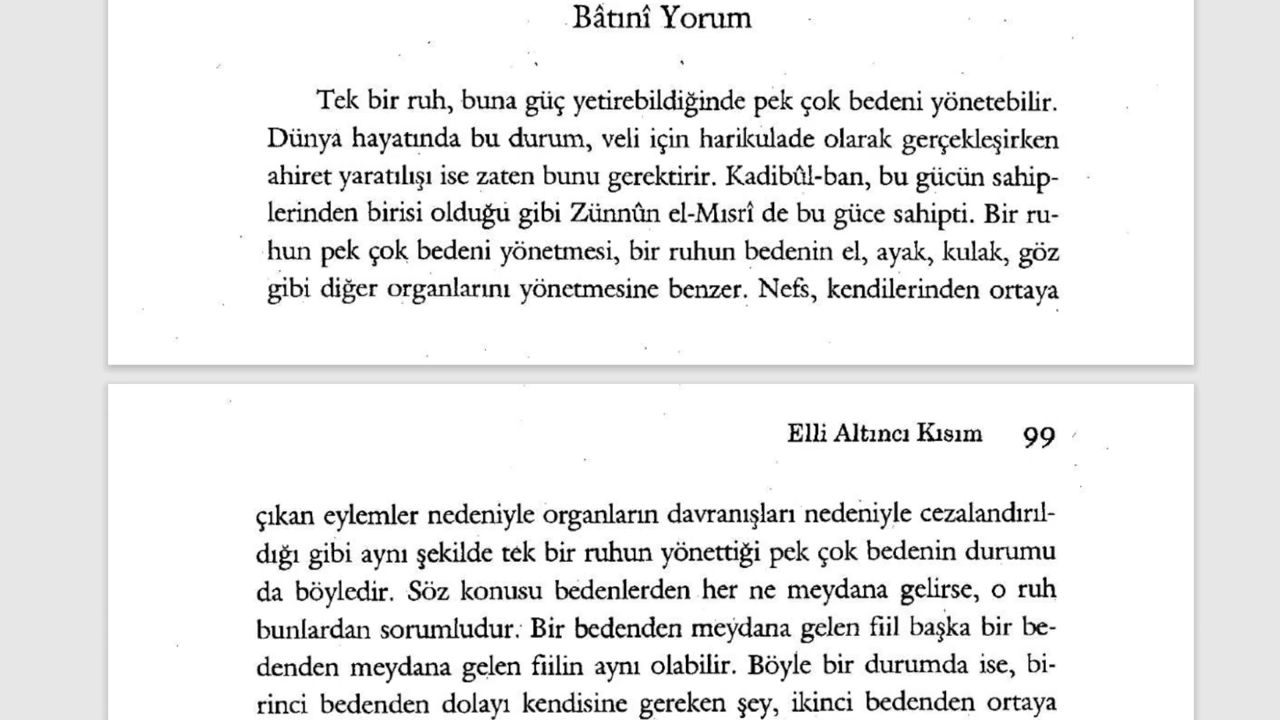 Bâtınî Yorum
Tek bir ruh, buna güç yetirebildiğinde pek çok bedeni yönetebilir.
Dünya hayatında bu durum, veli için harikulade olarak gerçekleşirken
ahiret yaratılışı ise zaten bunu gerektirir. Kadibûl-ban, bu gücün sahip-
lerinden birisi olduğu gibi Zünnûn el-Mısrî de bu güce sahipti. Bir ru-
hun pek çok bedeni yönetmesi, bir ruhun bedenin el, ayak, kulak, göz
gibi diğer organlarını yönetmesine benzer. Nefs, kendilerinden ortaya
Elli Altıncı Kısım 99
çıkan eylemler nedeniyle organların davranışları nedeniyle cezalandırıl-
dığı gibi aynı şekilde tek bir ruhun yönettiği pek çok bedenin durumu
da böyledir. Söz konusu bedenlerden her ne meydana gelirse, o ruh
bunlardan sorumludur. Bir bedenden meydana gelen fiil başka bir be-
denden meydana gelen fiilin aynı olabilir. Böyle bir durumda ise, bi-
rinci bedenden dolayı kendisine gereken şey, ikinci bedenden ortaya